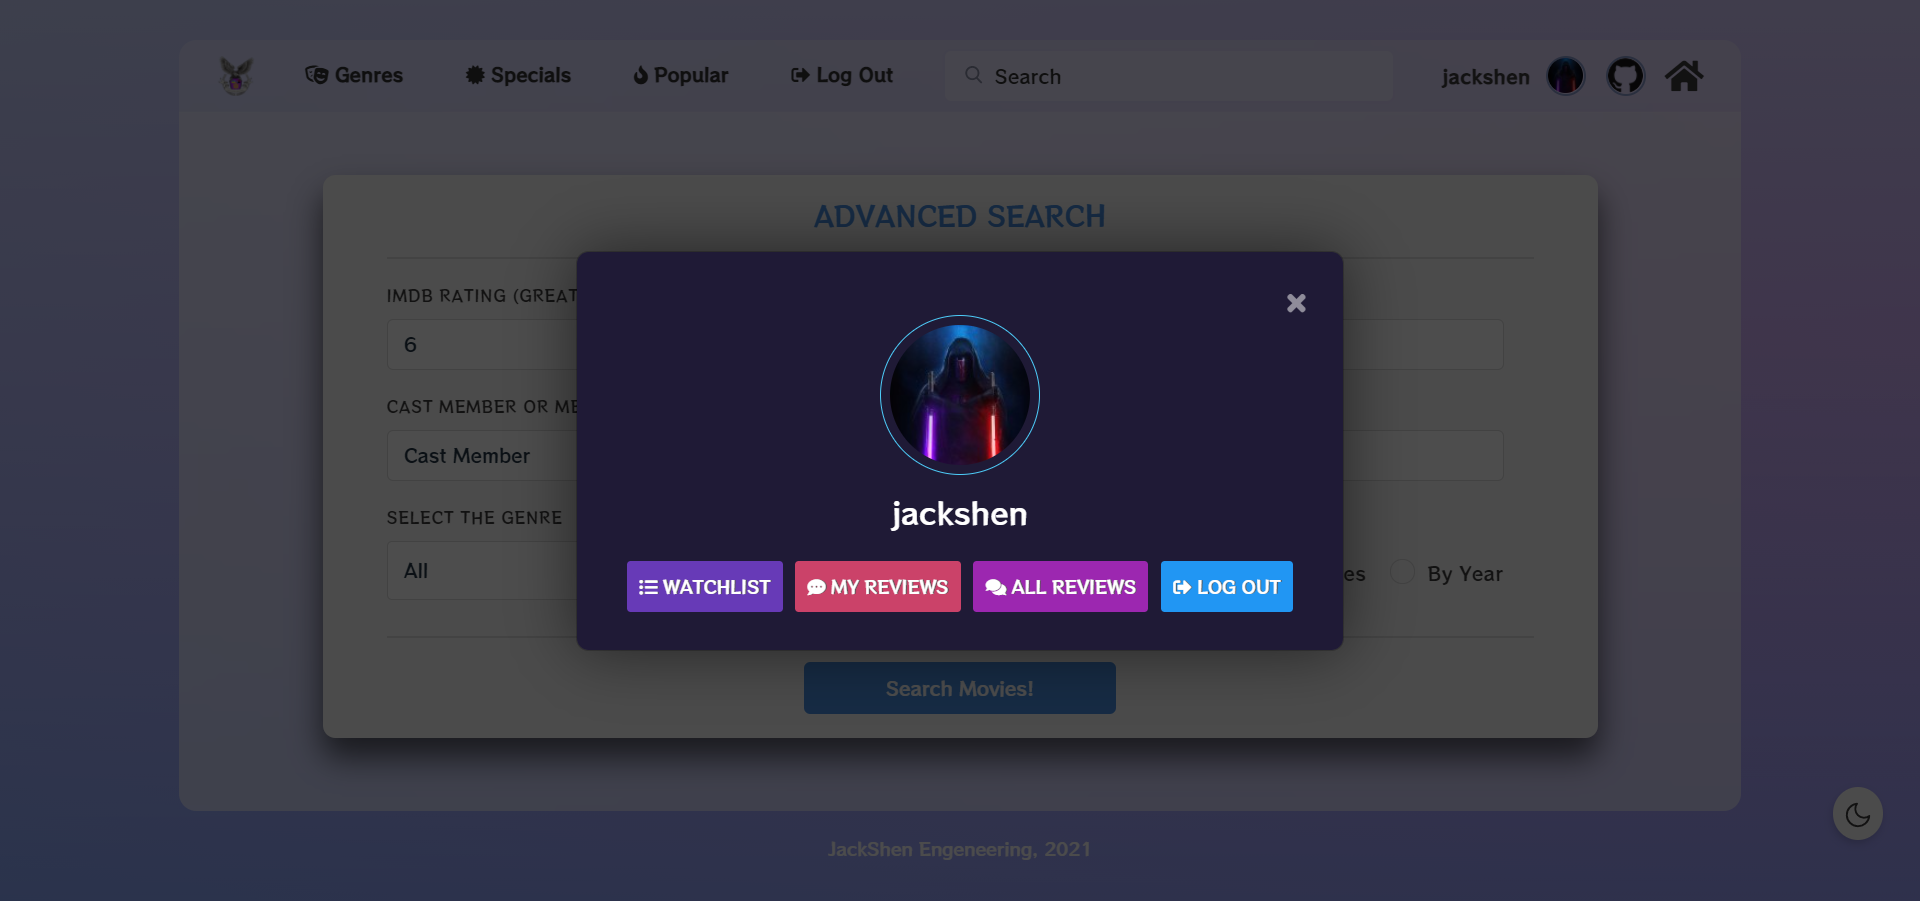 Genres Specials Popular Log Out Search jackshen
ADVANCED SEARCH
IMDB RATING (GREAT
6
CAST MEMBER OR ME
Cast Member
SELECT THE GENRE
All
es By Year
jackshen
WATCHLIST MY REVIEWS ALL REVIEWS LOG OUT
Search Movies!
JackShen Engeneering, 2021